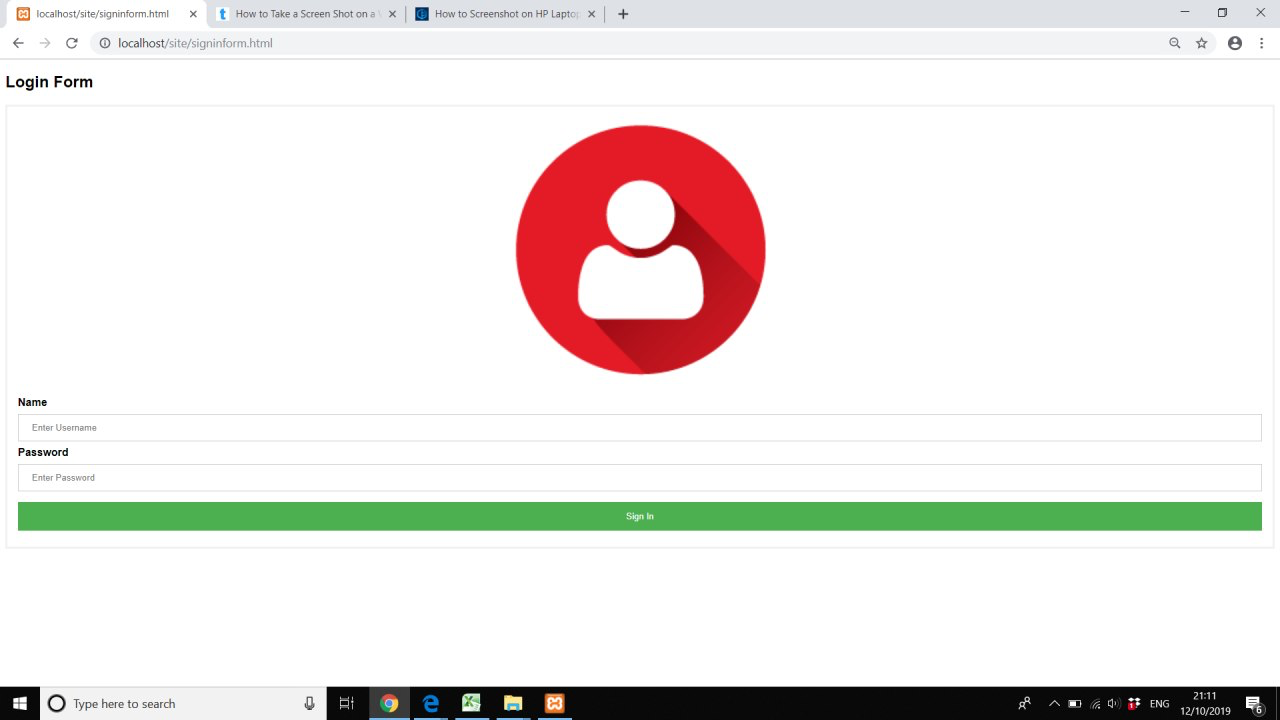 localhost/site/signinform.html
How to Take a Screen Shot on a
How to Screenshot on HP Laptop
localhost/site/signinform.html
Login Form
Name
Enter Username
Password
Enter Password
Sign In
Type here to search
ENG
21:11
12/10/2019
6